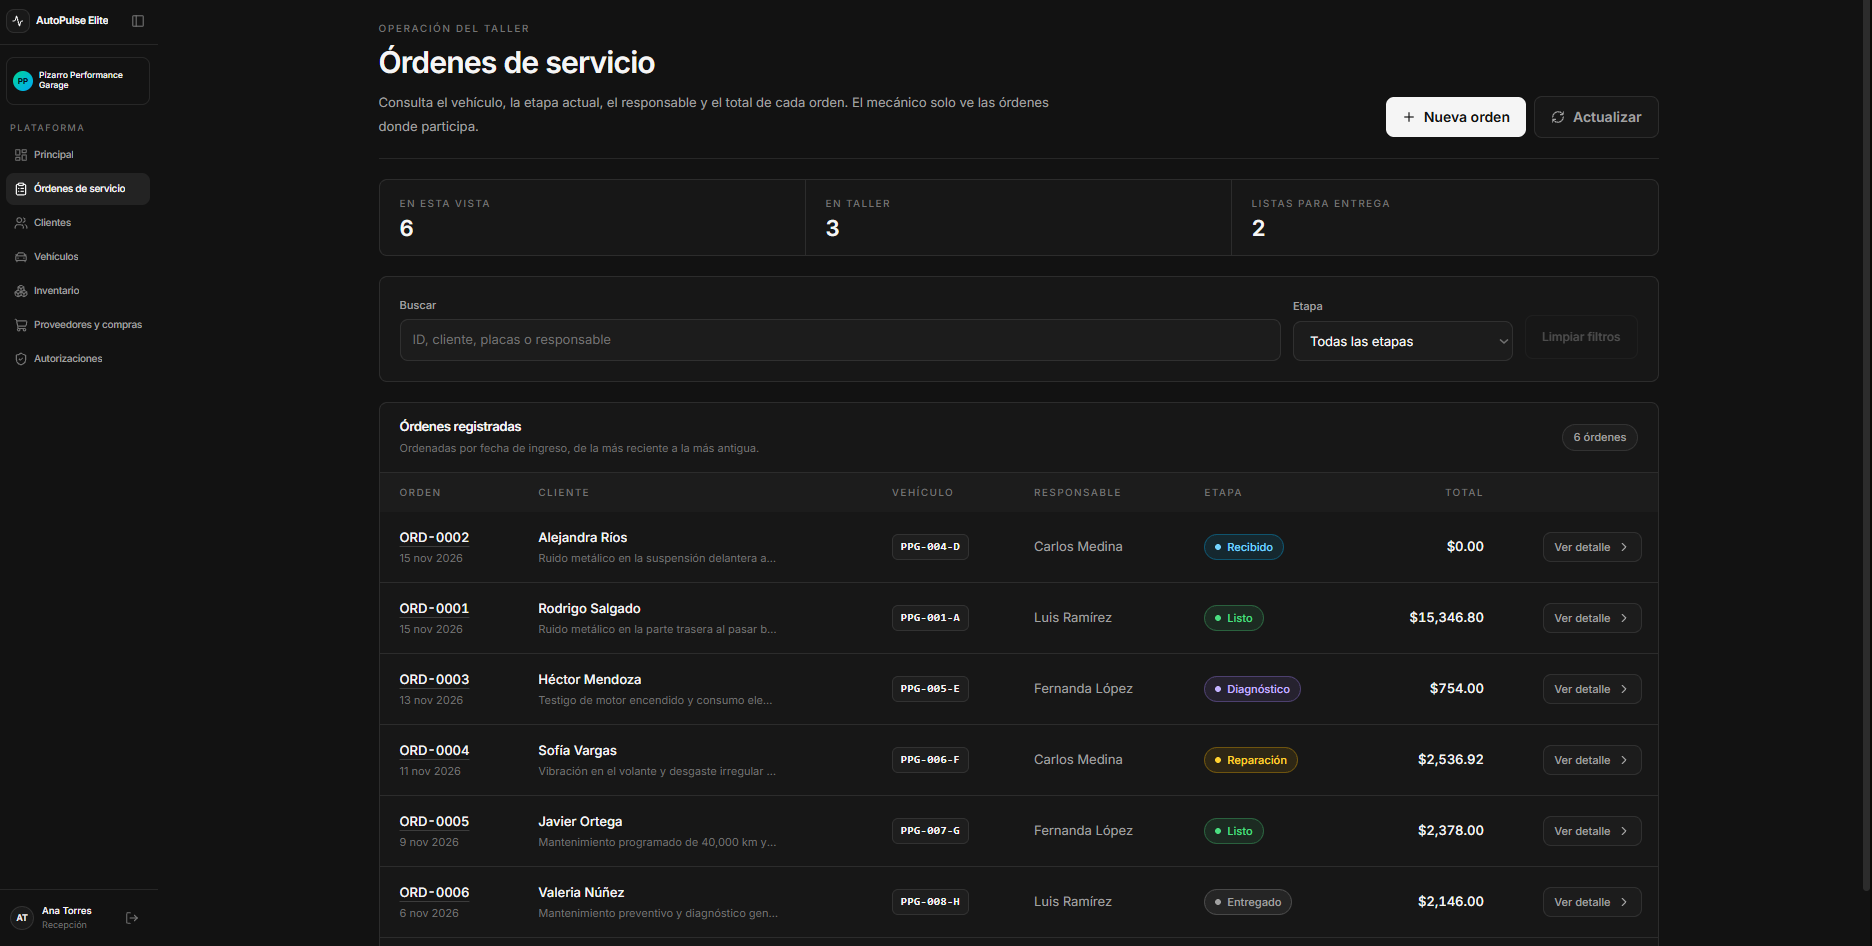 AutoPulse Elite
PP
Pizarro Performance
Garage
PLATAFORMA
Principal
Órdenes de servicio
Clientes
Vehículos
Inventario
Proveedores y compras
Autorizaciones
AT
Ana Torres
Recepción
OPERACIÓN DEL TALLER
Órdenes de servicio
Consulta el vehículo, la etapa actual, el responsable y el total de cada orden. El mecánico solo ve las órdenes
donde participa.
Nueva orden
Actualizar
EN ESTA VISTA
6
EN TALLER
3
LISTAS PARA ENTREGA
2
Buscar
ID, cliente, placas o responsable
Etapa
Todas las etapas
Limpiar filtros
Órdenes registradas
Ordenadas por fecha de ingreso, de la más reciente a la más antigua.
6 órdenes
ORDEN CLIENTE VEHÍCULO RESPONSABLE ETAPA TOTAL
ORD-0002 Alejandra Ríos PPG-004-D Carlos Medina Recibido $0.00 Ver detalle
15 nov 2026 Ruido metálico en la suspensión delantera a...
ORD-0001 Rodrigo Salgado PPG-001-A Luis Ramírez Listo $15,346.80 Ver detalle
15 nov 2026 Ruido metálico en la parte trasera al pasar b...
ORD-0003 Héctor Mendoza PPG-005-E Fernanda López Diagnóstico $754.00 Ver detalle
13 nov 2026 Testigo de motor encendido y consumo ele...
ORD-0004 Sofía Vargas PPG-006-F Carlos Medina Reparación $2,536.92 Ver detalle
11 nov 2026 Vibración en el volante y desgaste irregular ...
ORD-0005 Javier Ortega PPG-007-G Fernanda López Listo $2,378.00 Ver detalle
9 nov 2026 Mantenimiento programado de 40,000 km y...
ORD-0006 Valeria Núñez PPG-008-H Luis Ramírez Entregado $2,146.00 Ver detalle
6 nov 2026 Mantenimiento preventivo y diagnóstico gen...